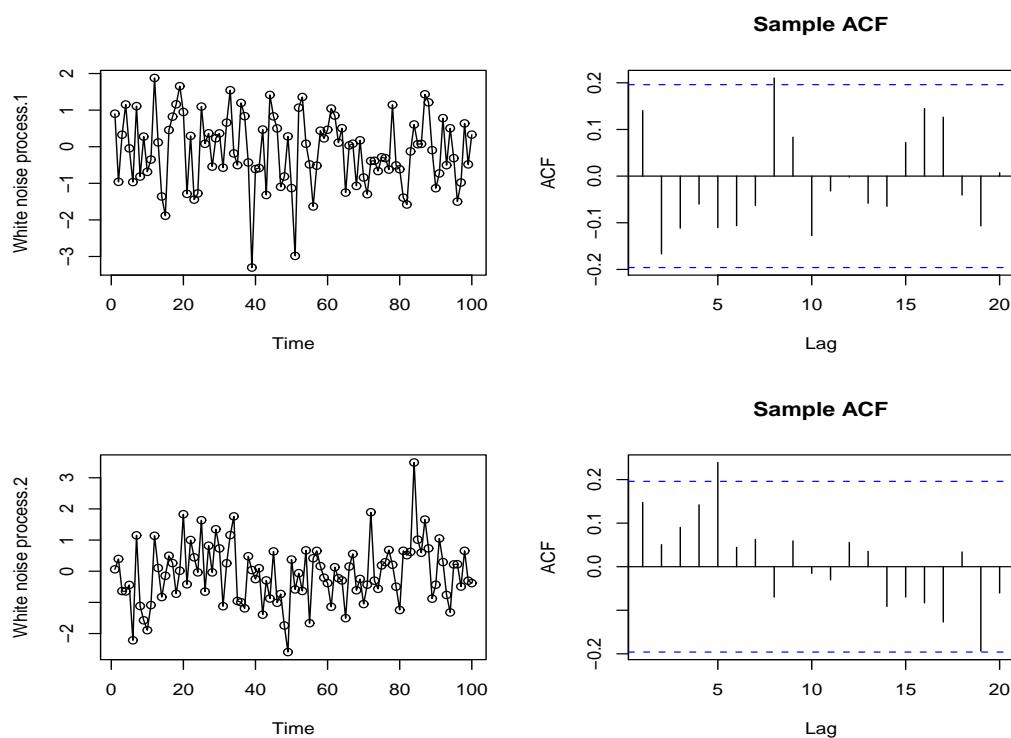 Sample ACF
White noise process.1
2
1
0
−1
−2
−3
0 20 40 60 80 100
Time
ACF
0.2
0.1
0.0
−0.1
−0.2
5 10 15 20
Lag
Sample ACF
White noise process.2
3
2
1
0
−2
0 20 40 60 80 100
Time
ACF
0.2
0.1
0.0
−0.2
5 10 15 20
Lag